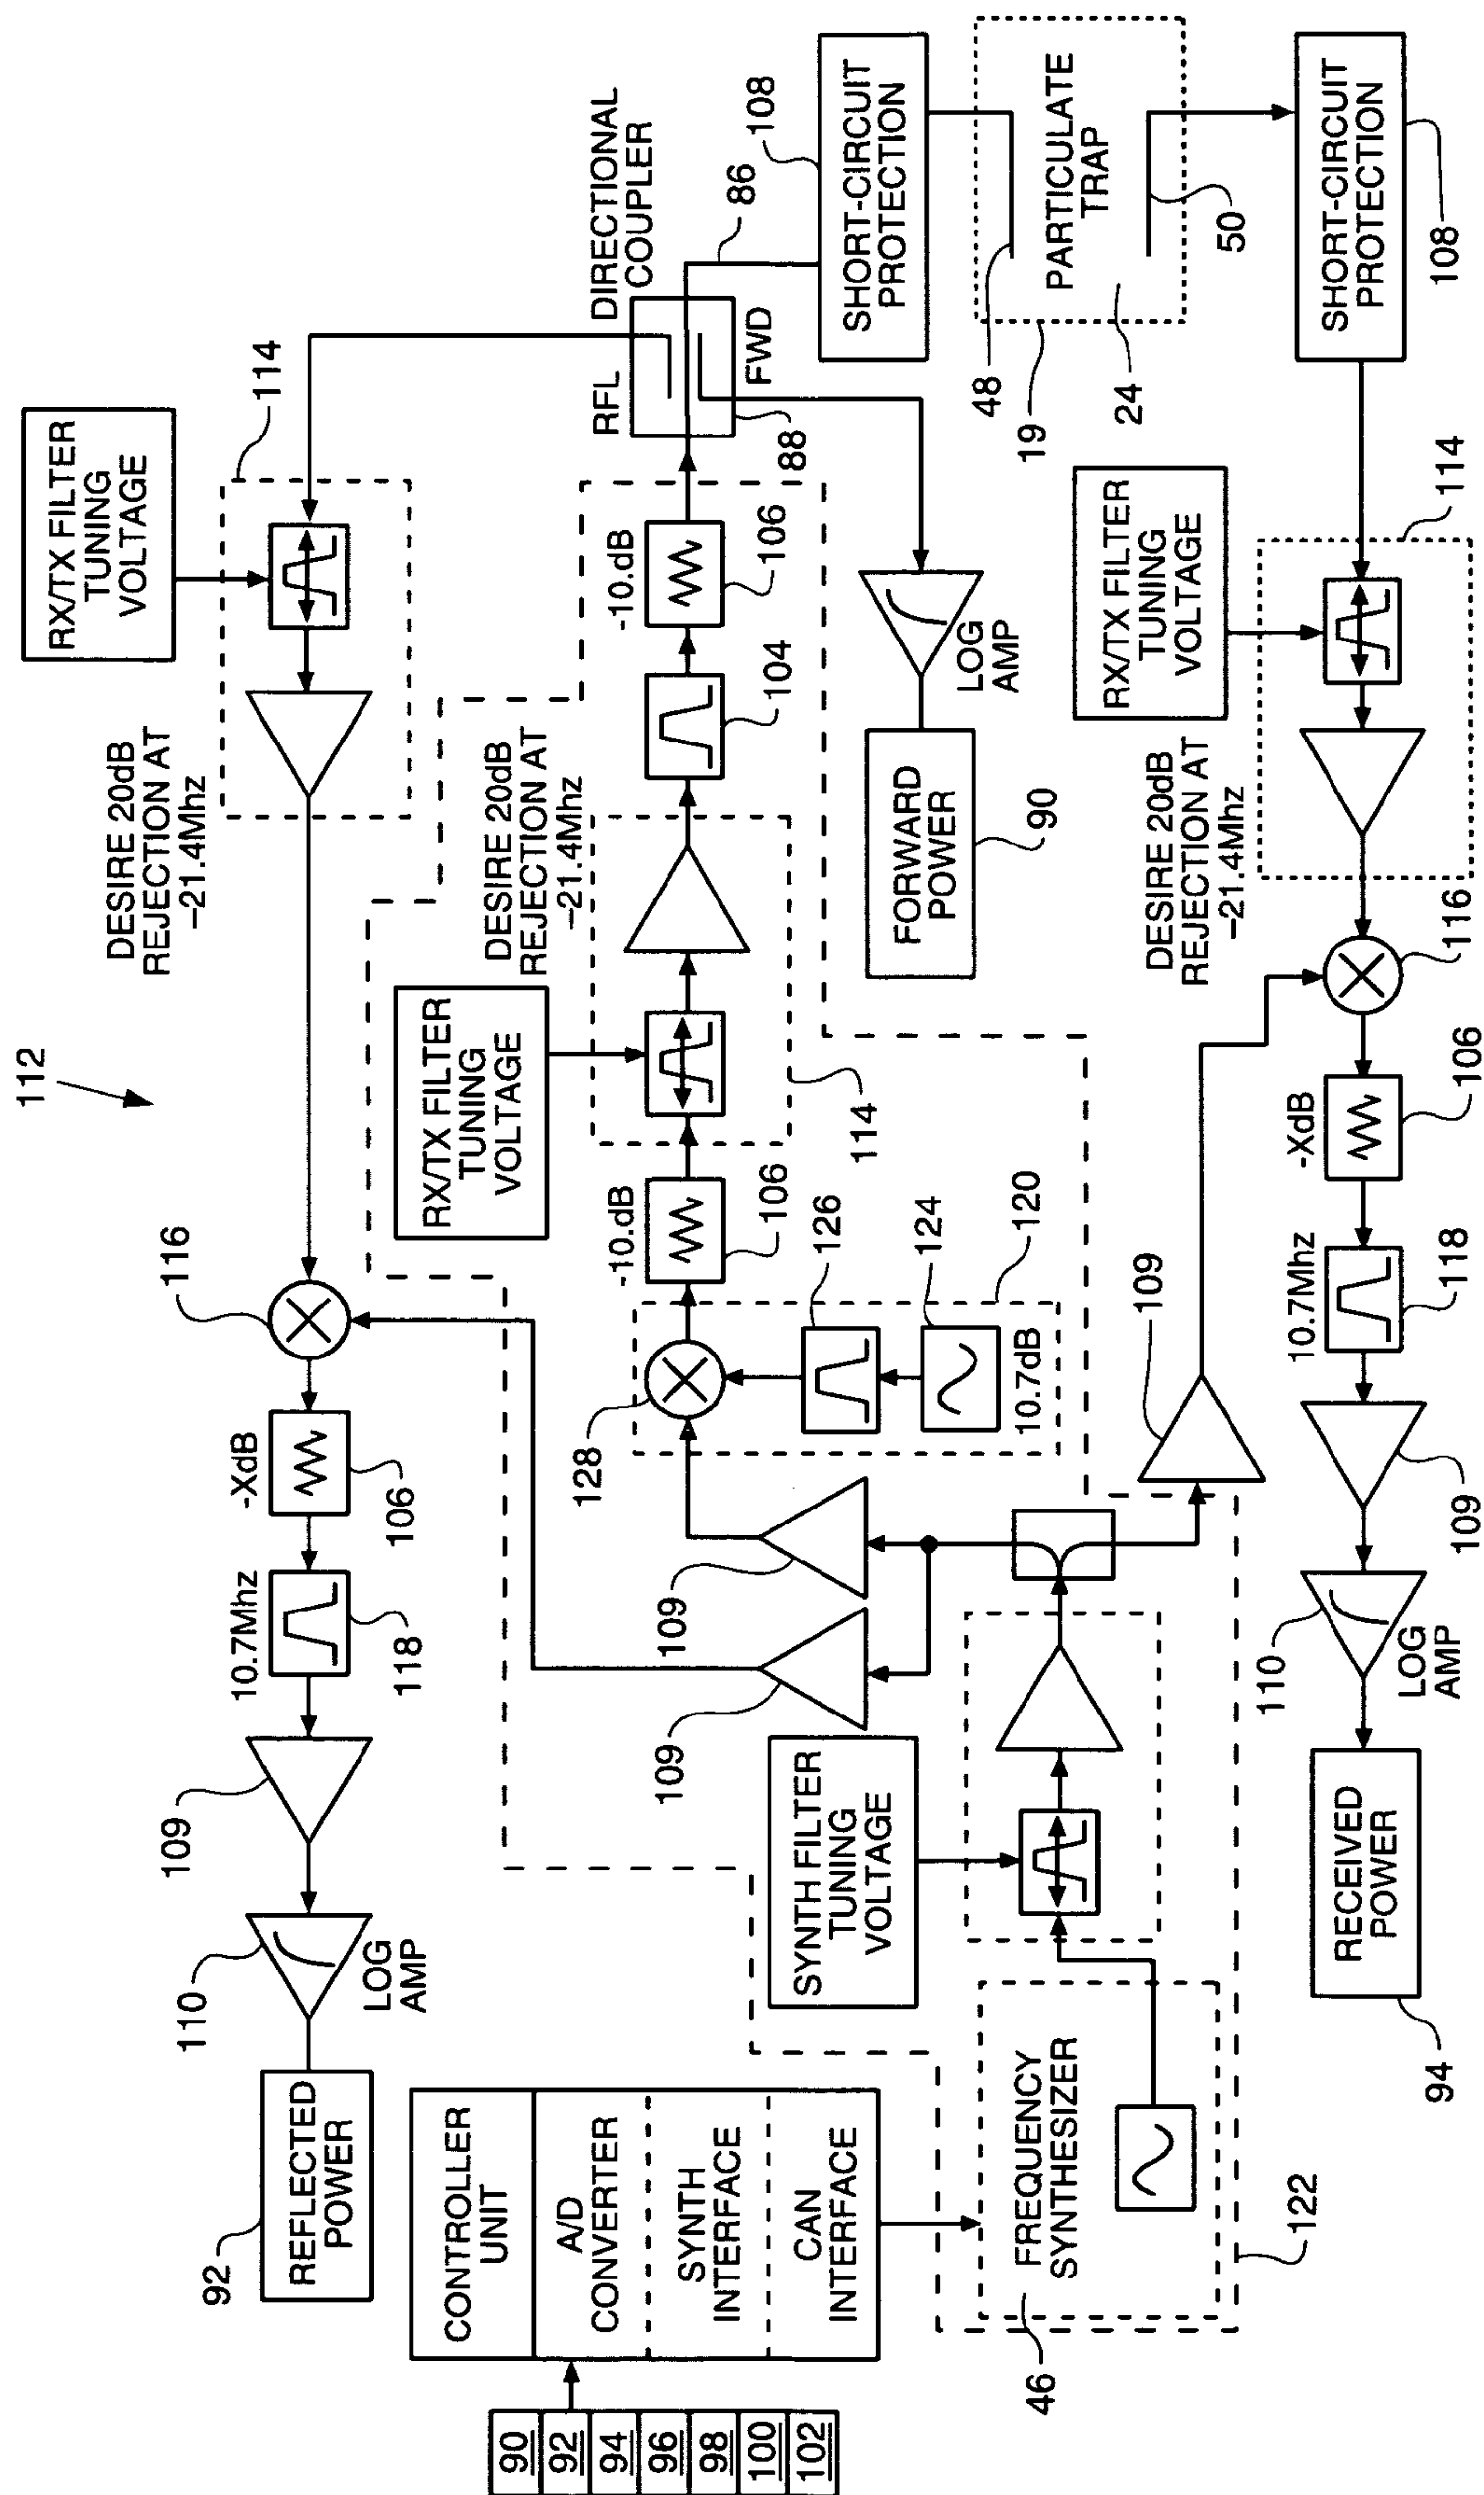 112
REFLECTED
POWER
92
110
LOG
AMP
109
10.7Mhz
118
-XdB
106
116
DESIRE 20dB
REJECTION AT
–21.4Mhz
RX/TX FILTER
TUNING
VOLTAGE
114
CONTROLLER
UNIT
A/D
CONVERTER
SYNTH
INTERFACE
CAN
INTERFACE
90
92
94
96
98
100
102
109
109
128
126
124
10.7dB
120
-10.dB
106
RX/TX FILTER
TUNING
VOLTAGE
114
DESIRE 20dB
REJECTION AT
–21.4Mhz
104
-10.dB
106
RFL
FWD
88
DIRECTIONAL
COUPLER
86
SYNTH FILTER
TUNING
VOLTAGE
FREQUENCY
SYNTHESIZER
46
122
109
FORWARD
POWER
90
LOG
AMP
SHORT-CIRCUIT
PROTECTION
108
48
PARTICULATE
TRAP
19
24
50
RECEIVED
POWER
94
110
LOG
AMP
109
10.7Mhz
118
-XdB
106
116
DESIRE 20dB
REJECTION AT
–21.4Mhz
RX/TX FILTER
TUNING
VOLTAGE
114
SHORT-CIRCUIT
PROTECTION
108